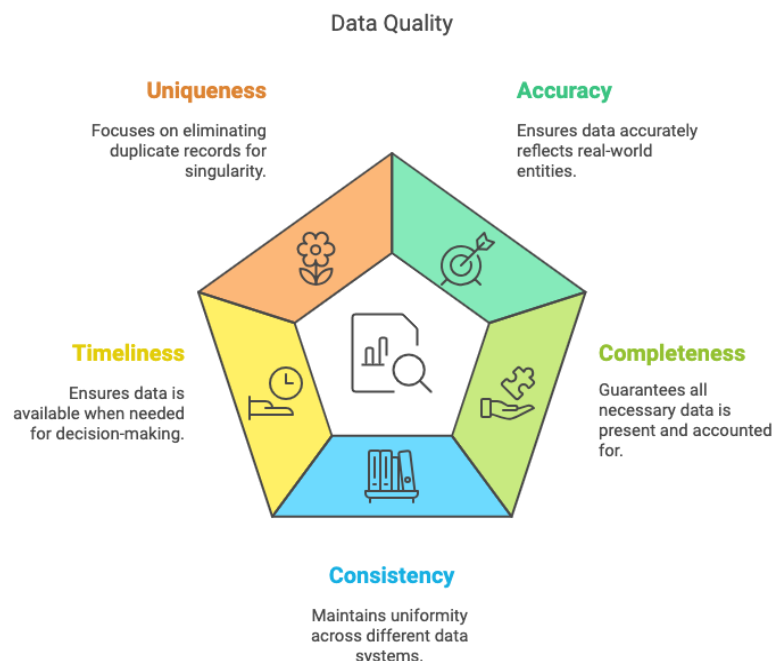 Data Quality
Uniqueness
Focuses on eliminating
duplicate records for
singularity.
Accuracy
Ensures data accurately
reflects real-world
entities.
Timeliness
Ensures data is
available when needed
for decision-making.
Completeness
Guarantees all
necessary data is
present and accounted
for.
Consistency
Maintains uniformity
across different data
systems.